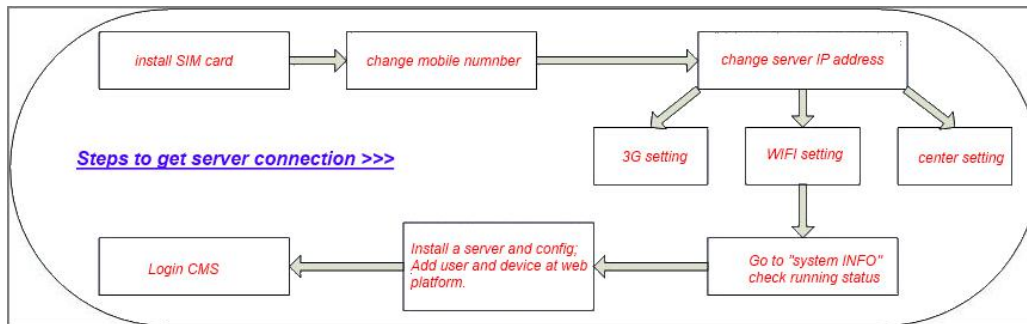 install SIM card
change mobile numnber
change server IP address
3G setting
WIFI setting
center setting
Steps to get server connection >>>
Go to "system INFO"
check running status
Install a server and config;
Add user and device at web
platform.
Login CMS